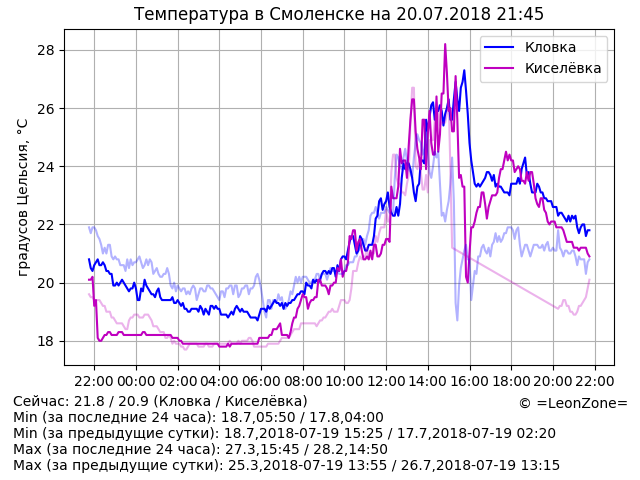 Температура в Смоленске на 20.07.2018 21:45
градусов Цельсия, °C
28
26
24
22
20
18
Кловка
Киселёвка
22:00 00:00 02:00 04:00 06:00 08:00 10:00 12:00 14:00 16:00 18:00 20:00 22:00
Сейчас: 21.8 / 20.9 (Кловка / Киселёвка)
© =LeonZone=
Min (за последние 24 часа): 18.7,05:50 / 17.8,04:00
Min (за предыдущие сутки): 18.7,2018-07-19 15:25 / 17.7,2018-07-19 02:20
Max (за последние 24 часа): 27.3,15:45 / 28.2,14:50
Max (за предыдущие сутки): 25.3,2018-07-19 13:55 / 26.7,2018-07-19 13:15